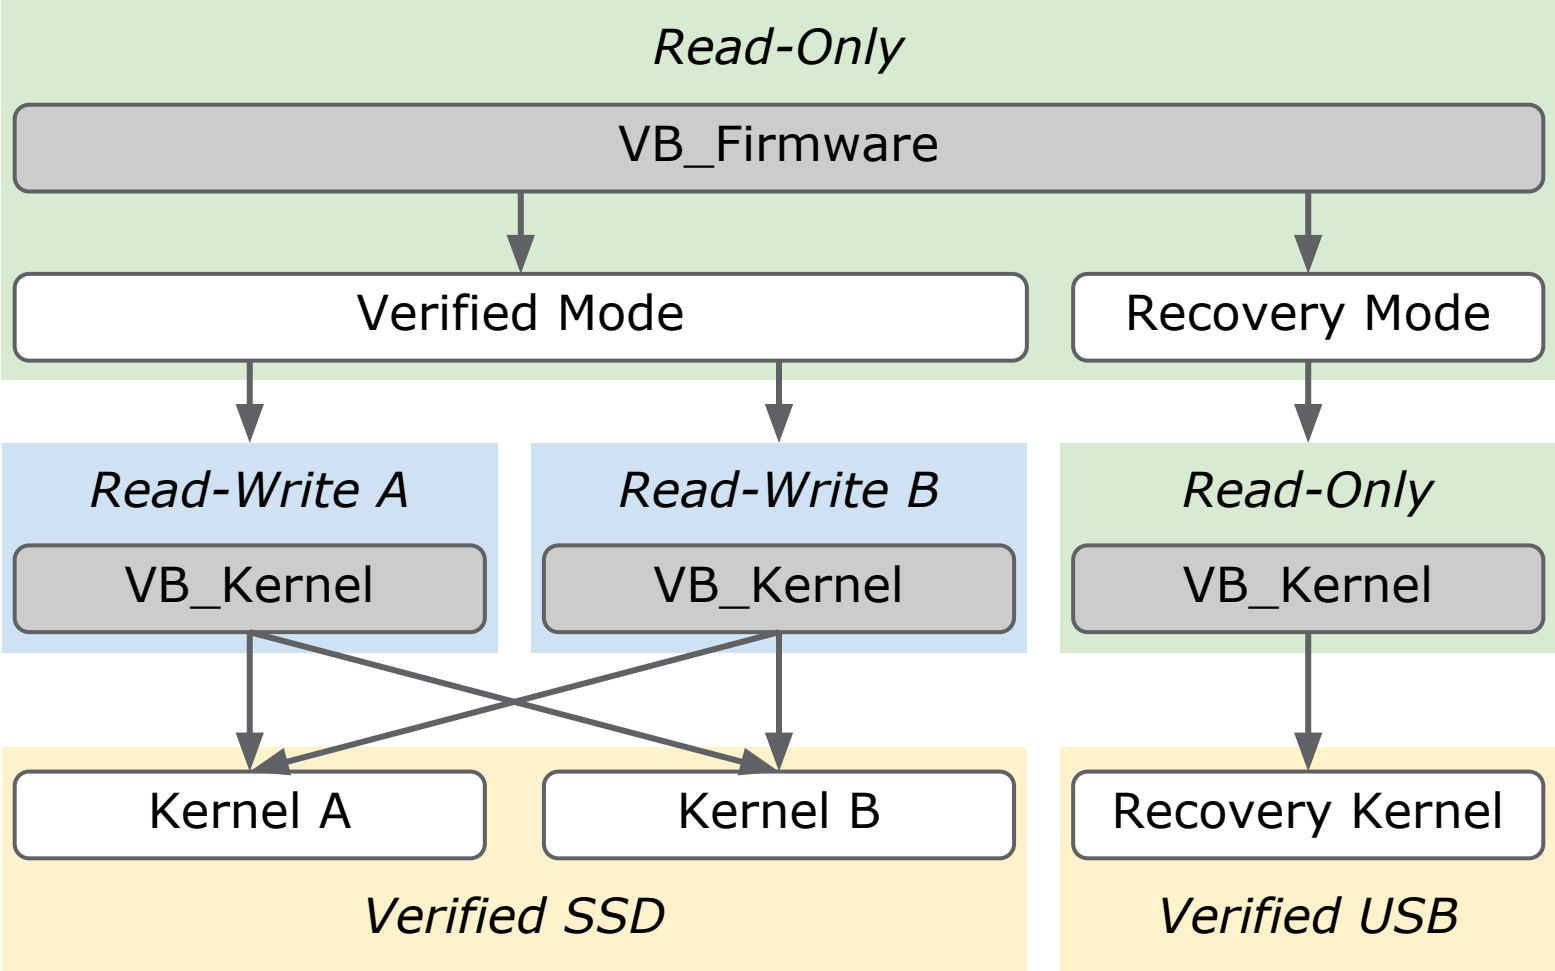 Read-Only
VB_Firmware
Verified Mode
Recovery Mode
Read-Write A
Read-Write B
Read-Only
VB_Kernel
VB_Kernel
VB_Kernel
Kernel A
Kernel B
Recovery Kernel
Verified SSD
Verified USB